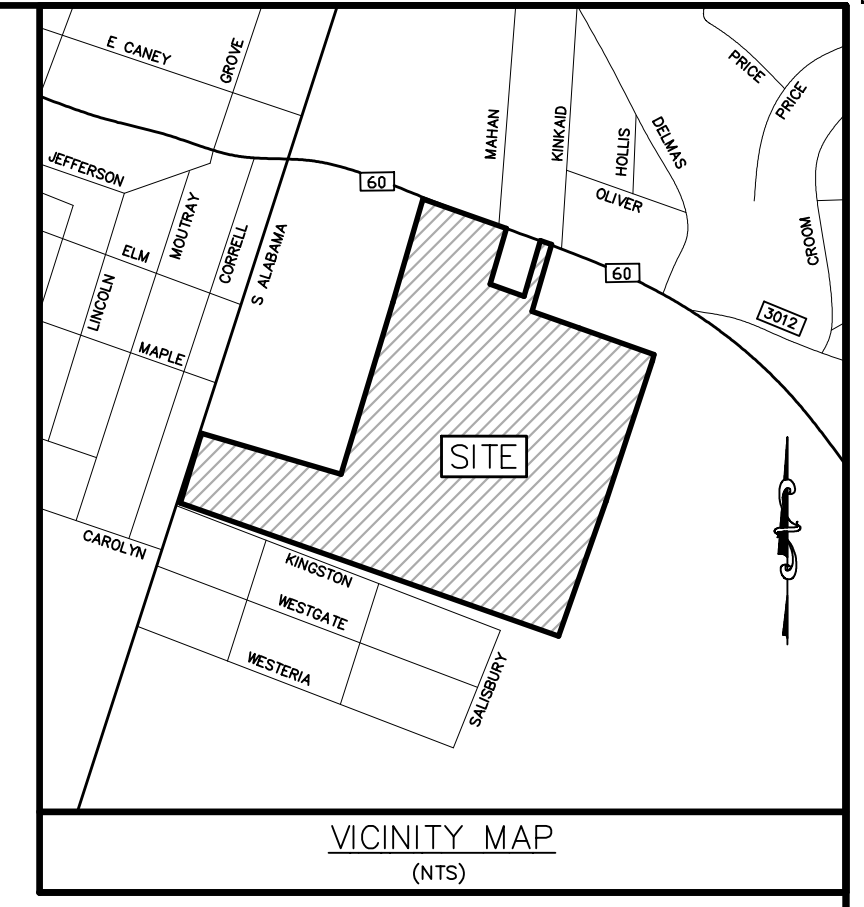 E CANEY
GROVE
PRICE
PRICE
MAHAN
KINKAID
HOLLIS
DELMAS
JEFFERSON
60
OLIVER
MOUTRAY
CORRELL
S ALABAMA
CROOM
ELM
60
LINCOLN
3012
MAPLE
SITE
CAROLYN
KINGSTON
WESTGATE
WESTERIA
SALISBURY
VICINITY MAP
(NTS)